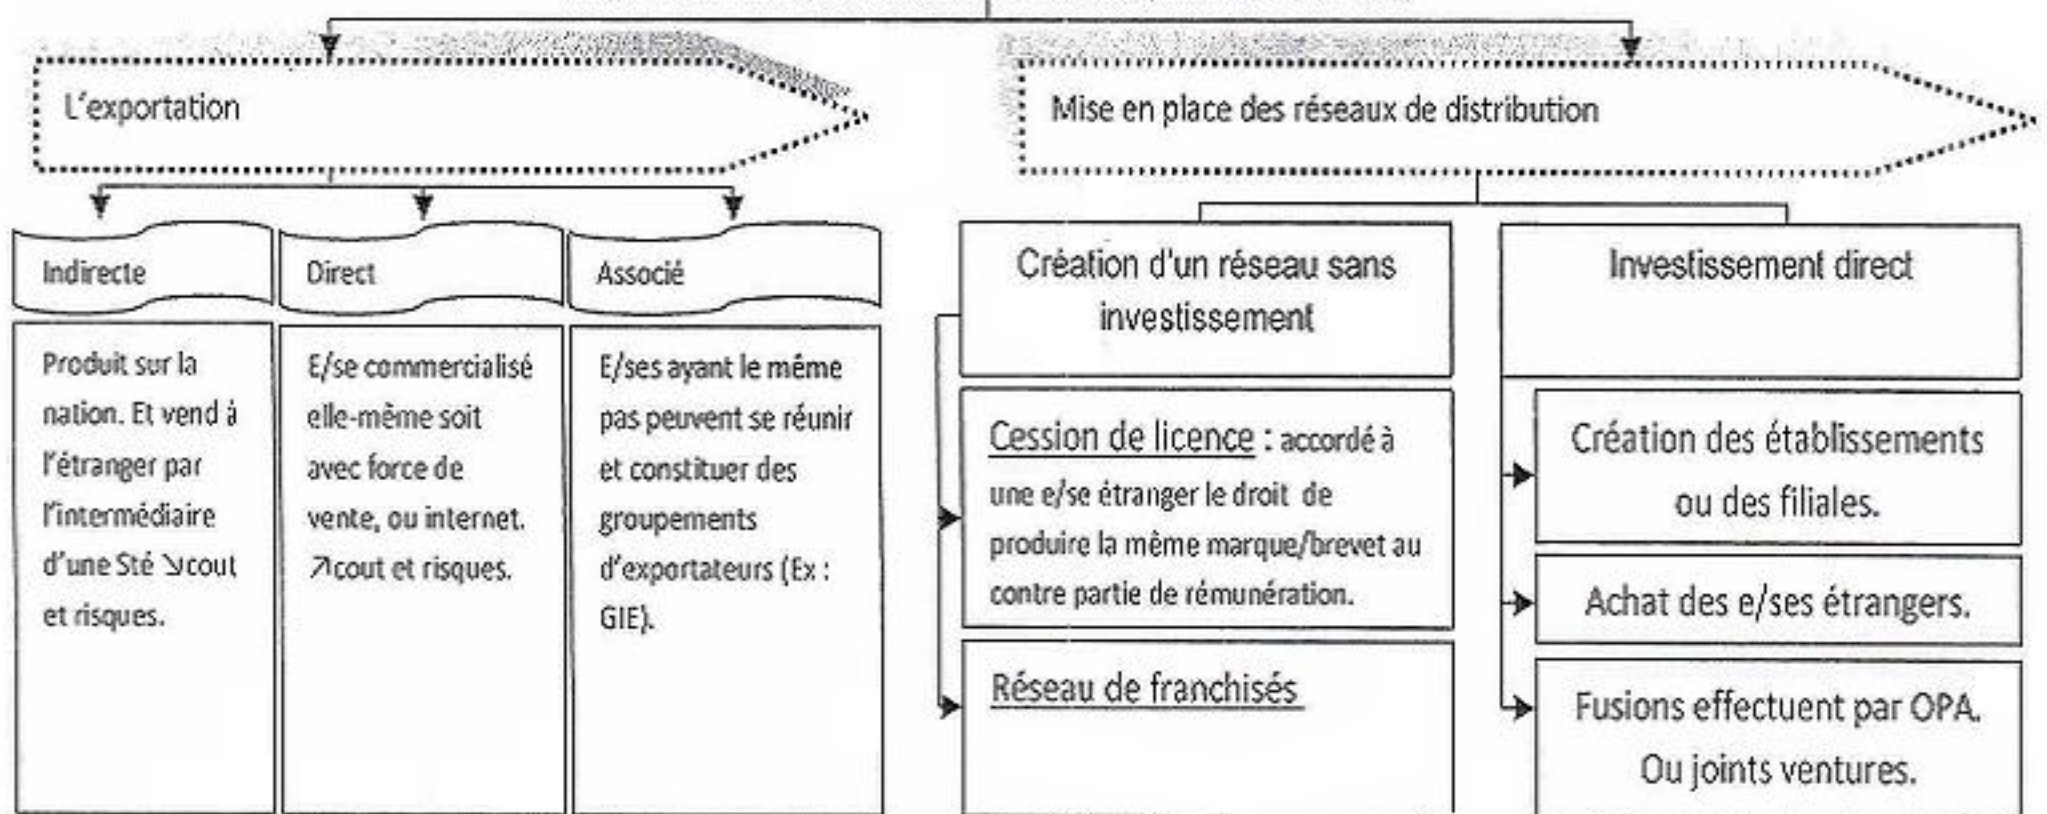 L'exportation
Mise en place des réseaux de distribution
Indirecte
Direct
Associé
Produit sur la
nation. Et vend à
l'étranger par
l'intermédiaire
d'une Sté ↘cout
et risques.
E/se commercialisé
elle-même soit
avec force de
vente, ou internet.
↗cout et risques.
E/ses ayant le même
pas peuvent se réunir
et constituer des
groupements
d'exportateurs (Ex :
GIE).
Création d'un réseau sans
investissement
Cession de licence : accordé à
une e/se étranger le droit de
produire la même marque/brevet au
contre partie de rémunération.
Réseau de franchisés
Investissement direct
Création des établissements
ou des filiales.
Achat des e/ses étrangers.
Fusions effectuent par OPA.
Ou joints ventures.